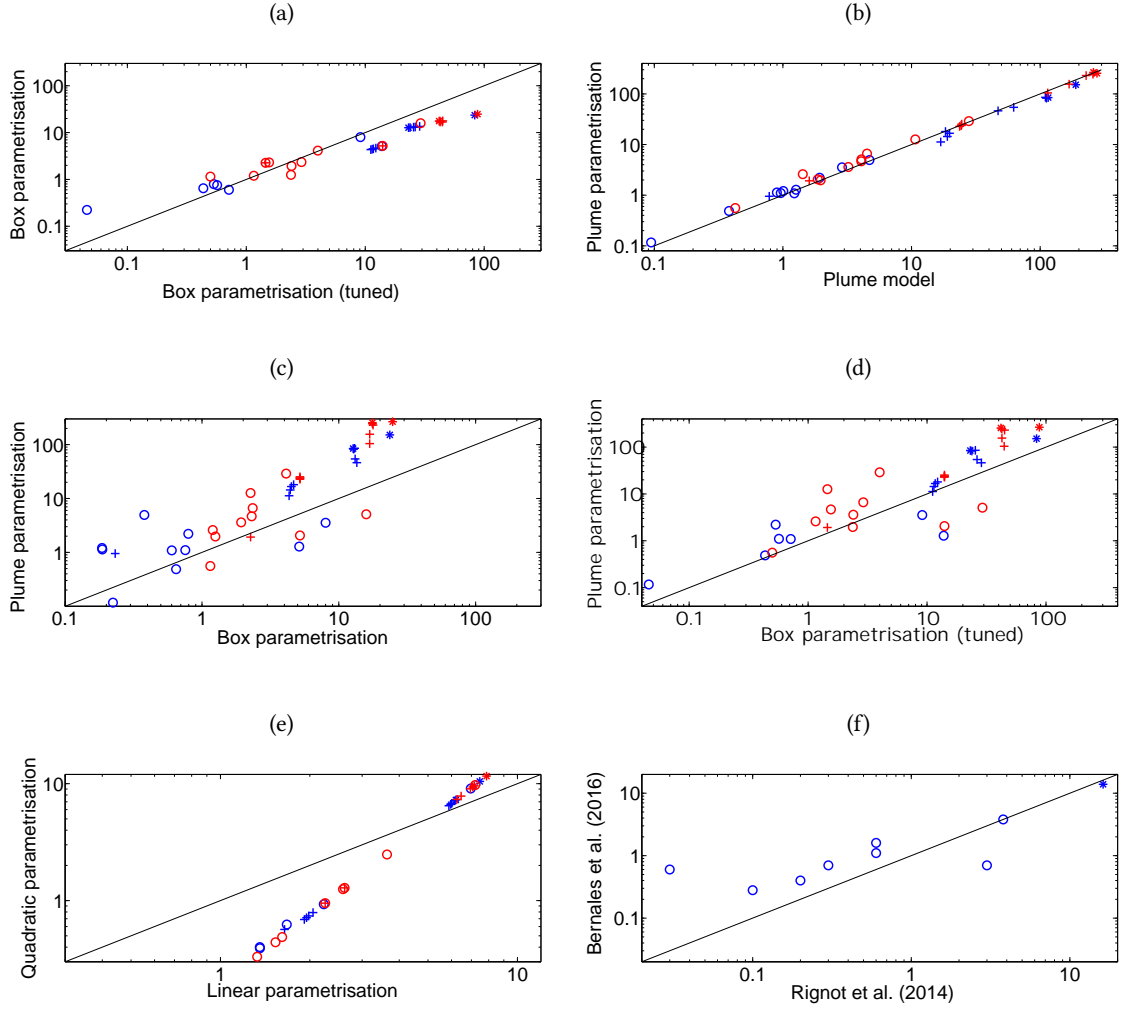 (a)
100
10
1
0.1
Box parametrisation
0.1
1
10
100
Box parametrisation (tuned)
(b)
100
10
1
0.1
Plume parametrisation
0.1
1
10
100
Plume model
(c)
100
10
1
Plume parametrisation
0.1
1
10
100
Box parametrisation
(d)
100
10
1
0.1
Plume parametrisation
0.1
1
10
100
Box parametrisation (tuned)
(e)
10
1
Quadratic parametrisation
1
10
Linear parametrisation
(f)
10
1
0.1
Bernales et al. (2016)
0.1
1
10
Rignot et al. (2014)